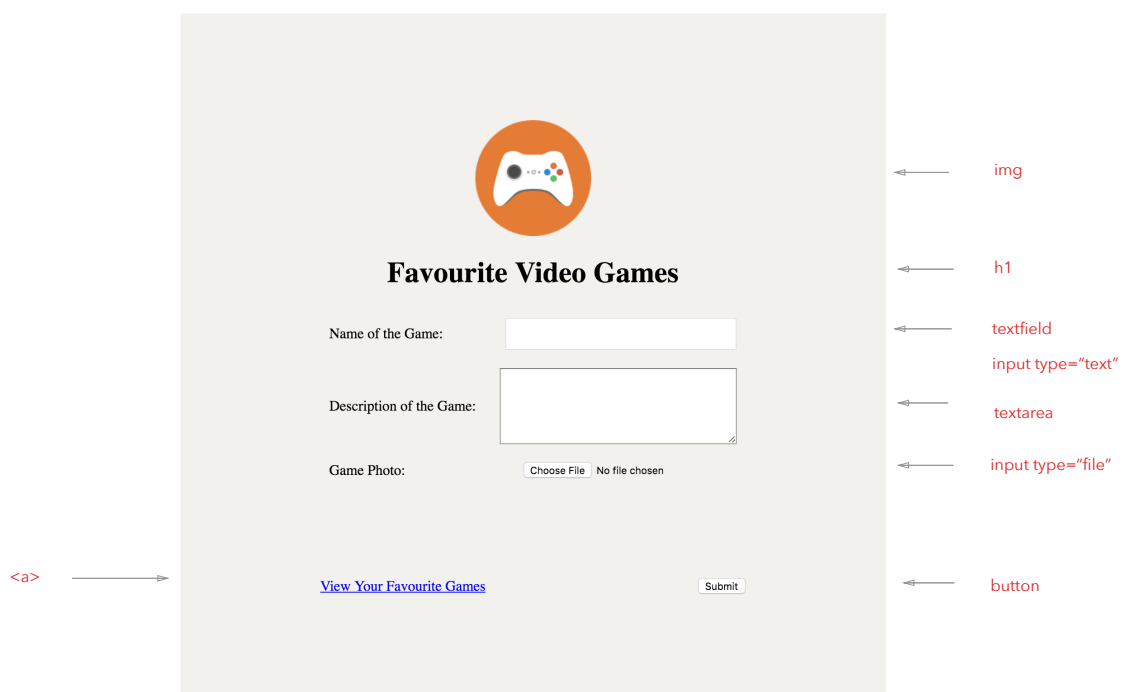 img
Favourite Video Games
h1
Name of the Game:
textfield
input type=“text”
Description of the Game:
textarea
Game Photo:
Choose File No file chosen
input type=“file”
<a>
View Your Favourite Games
Submit
button